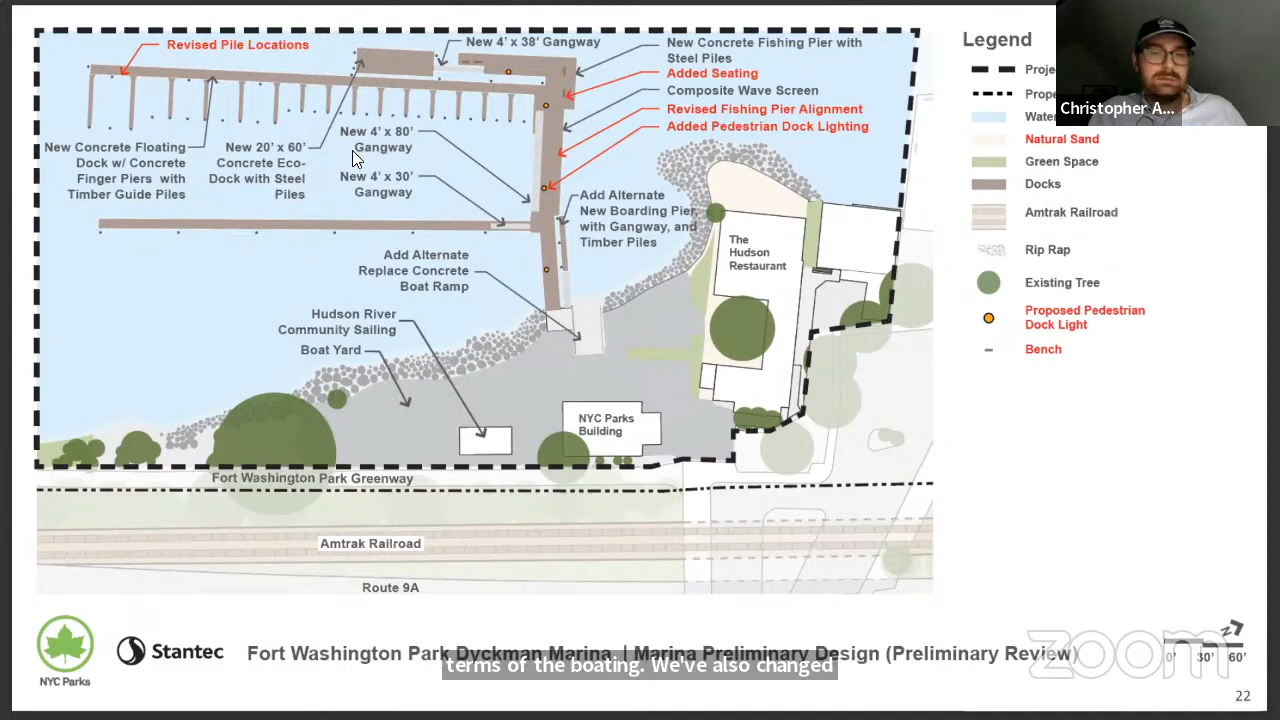 Revised Pile Locations
New 4' x 38' Gangway
New Concrete Fishing Pier with
Steel Piles
Added Seating
Composite Wave Screen
Revised Fishing Pier Alignment
Added Pedestrian Dock Lighting
New 4' x 80'
Gangway
New 4' x 30'
Gangway
New Concrete Floating
Dock w/ Concrete
Finger Piers with
Timber Guide Piles
New 20' x 60'
Concrete Eco-
Dock with Steel
Piles
Add Alternate
New Boarding Pier,
with Gangway, and
Timber Piles
The
Hudson
Restaurant
Add Alternate
Replace Concrete
Boat Ramp
Hudson River
Community Sailing
Boat Yard
NYC Parks
Building
Fort Washington Park Greenway
Amtrak Railroad
Route 9A
Legend
Natural Sand
Green Space
Docks
Amtrak Railroad
Rip Rap
Existing Tree
Proposed Pedestrian
Dock Light
Bench
Christopher A...
NYC Parks
Stantec
Fort Washington Park Dyckman Marina | Marina Preliminary Design (Preliminary Review)
terms of the boating. We've also changed
zoom
N
0' 30' 60'
22